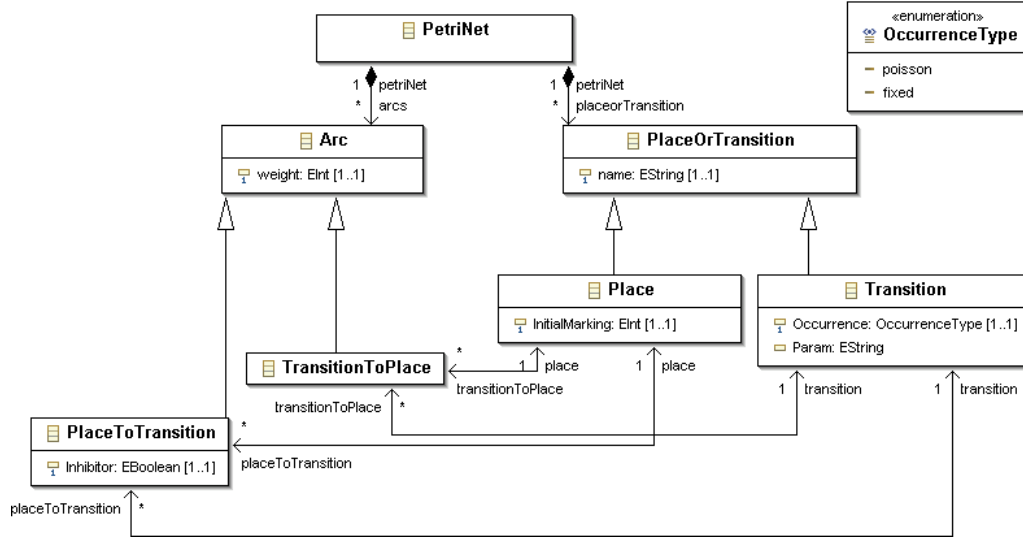 PetriNet
«enumeration»
OccurrenceType
poisson
fixed
1 petriNet
* arcs
1 petriNet
* placeorTransition
Arc
weight: EInt [1..1]
PlaceOrTransition
name: EString [1..1]
Place
InitialMarking: EInt [1..1]
Transition
Occurrence: OccurrenceType [1..1]
Param: EString
TransitionToPlace
*
transitionToPlace
1 place
1 place
1 transition
1 transition
transitionToPlace *
PlaceToTransition
Inhibitor: EBoolean [1..1]
*
placeToTransition
placeToTransition *